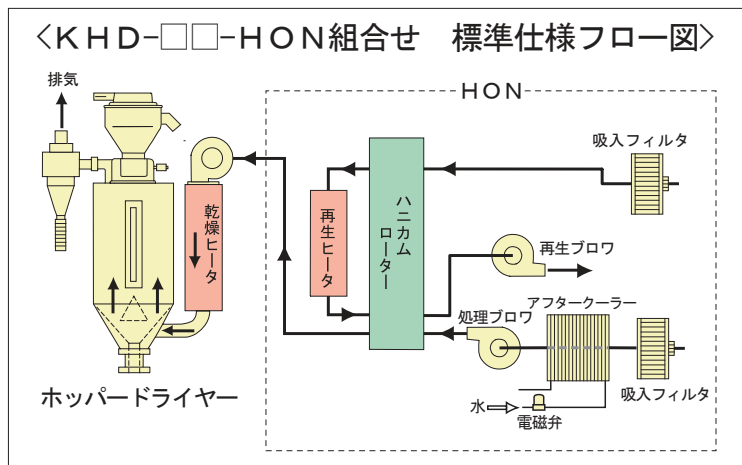 〈KHD-□□-HON組合せ 標準仕様フロー図〉
排気
HON
吸入フィルタ
乾燥ヒータ
再生ヒータ
ハニカム
ローター
再生ブロワ
アフタークーラー
処理ブロワ
ホッパードライヤー
水
電磁弁
吸入フィルタ